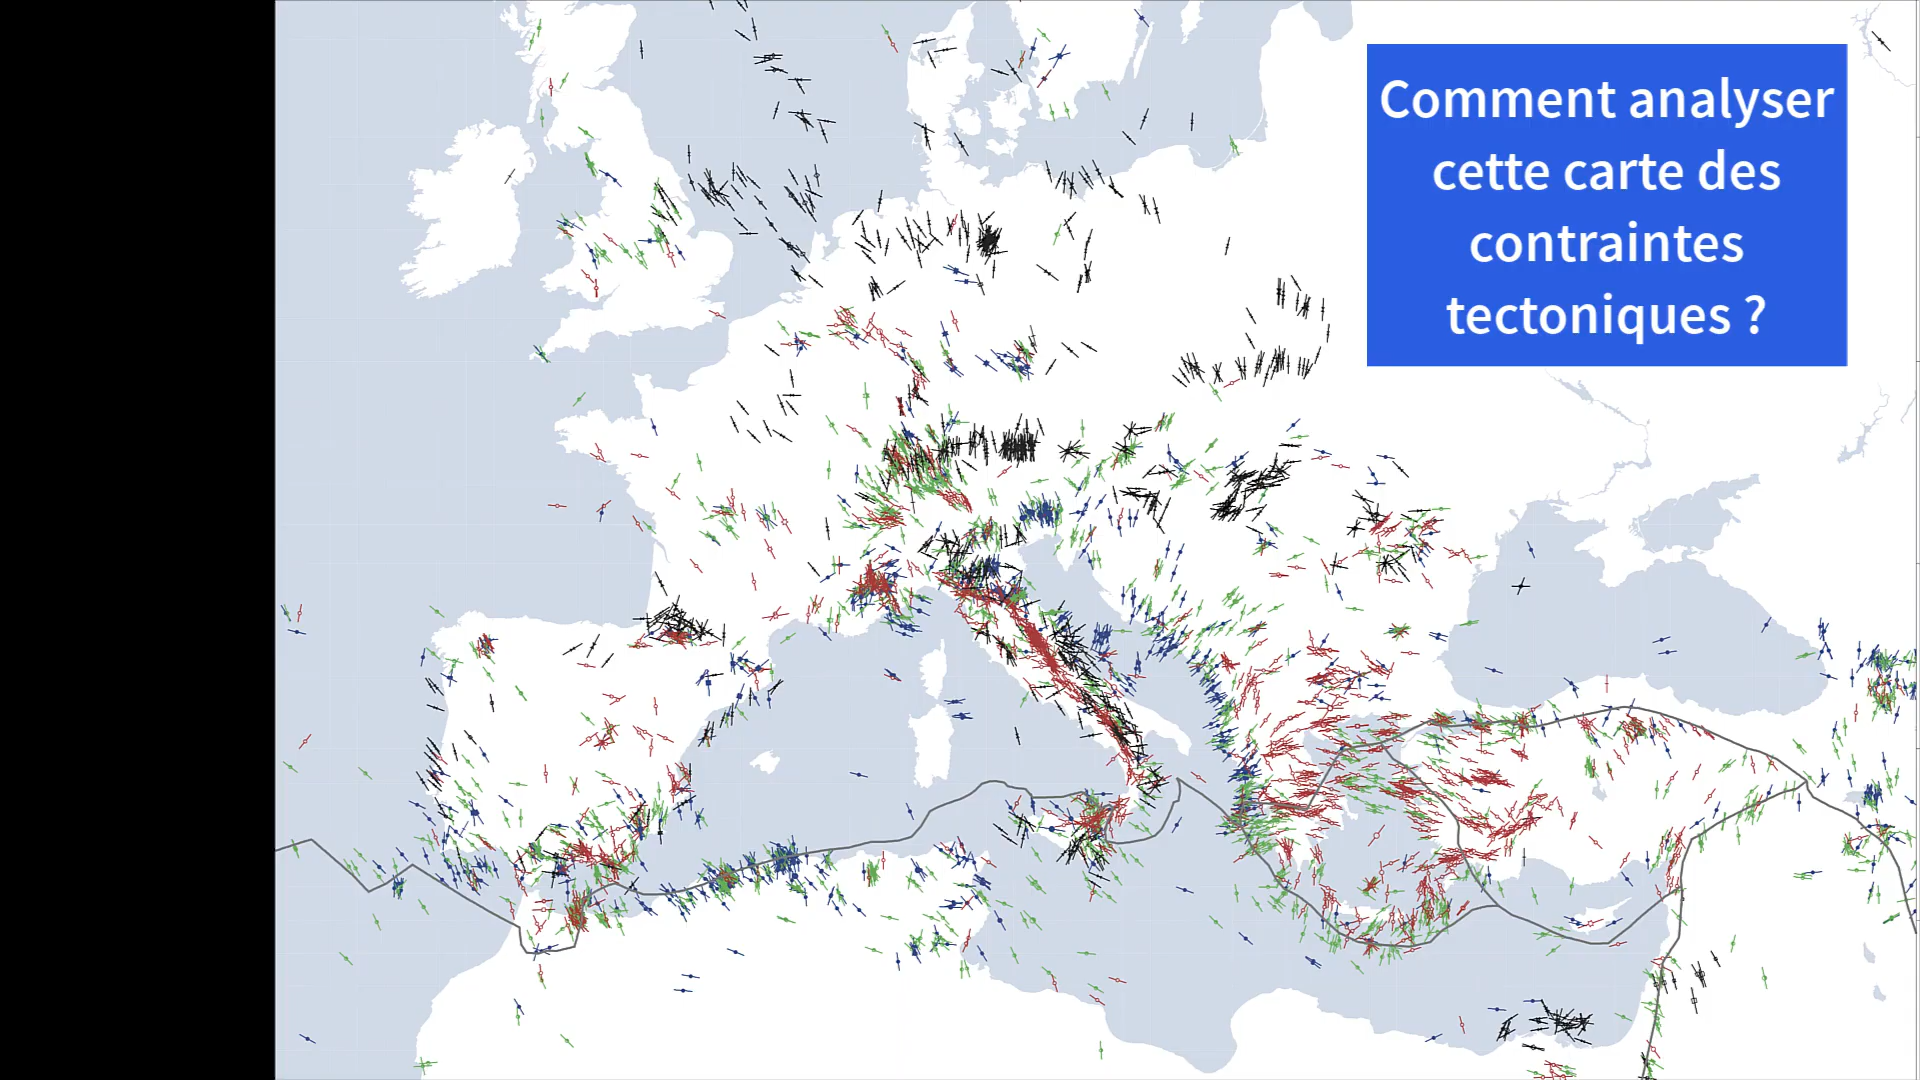 Comment analyser
cette carte des
contraintes
tectoniques ?